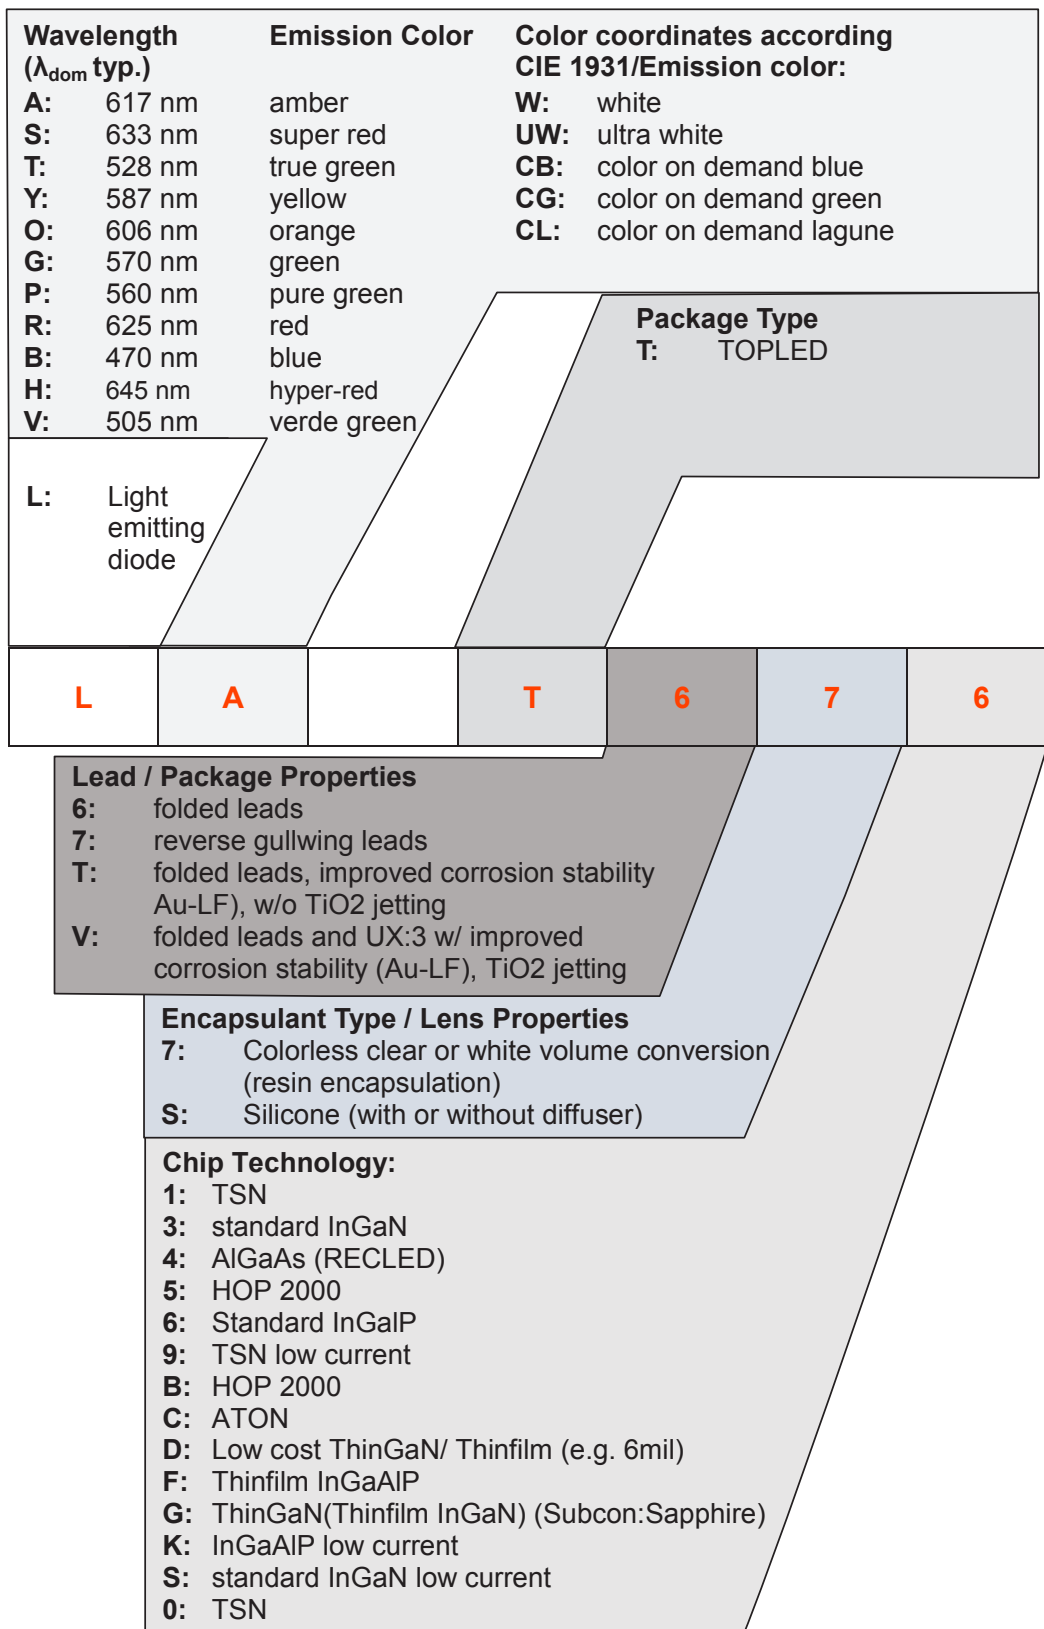 Wavelength Emission Color Color coordinates according
(λdom typ.) CIE 1931/Emission color:
A: 617 nm amber W: white
S: 633 nm super red UW: ultra white
T: 528 nm true green CB: color on demand blue
Y: 587 nm yellow CG: color on demand green
O: 606 nm orange CL: color on demand lagune
G: 570 nm green
P: 560 nm pure green
R: 625 nm red
B: 470 nm blue
H: 645 nm hyper-red
V: 505 nm verde green
Package Type
T: TOPLED
L: Light
emitting
diode
L A T 6 7 6
Lead / Package Properties
6: folded leads
7: reverse gullwing leads
T: folded leads, improved corrosion stability
Au-LF), w/o TiO2 jetting
V: folded leads and UX:3 w/ improved
corrosion stability (Au-LF), TiO2 jetting
Encapsulant Type / Lens Properties
7: Colorless clear or white volume conversion
(resin encapsulation)
S: Silicone (with or without diffuser)
Chip Technology:
1: TSN
3: standard InGaN
4: AlGaAs (RECLED)
5: HOP 2000
6: Standard InGalP
9: TSN low current
B: HOP 2000
C: ATON
D: Low cost ThinGaN/ Thinfilm (e.g. 6mil)
F: Thinfilm InGaAlP
G: ThinGaN(Thinfilm InGaN) (Subcon:Sapphire)
K: InGaAlP low current
S: standard InGaN low current
0: TSN